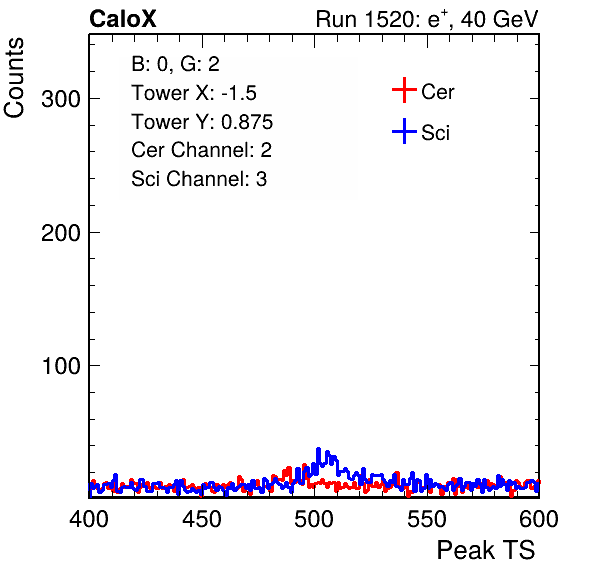 CaloX Run 1520: e⁺, 40 GeV
B: 0, G: 2
Tower X: -1.5
Tower Y: 0.875
Cer Channel: 2
Sci Channel: 3
Cer
Sci
Counts
300
200
100
400 450 500 550 600
Peak TS